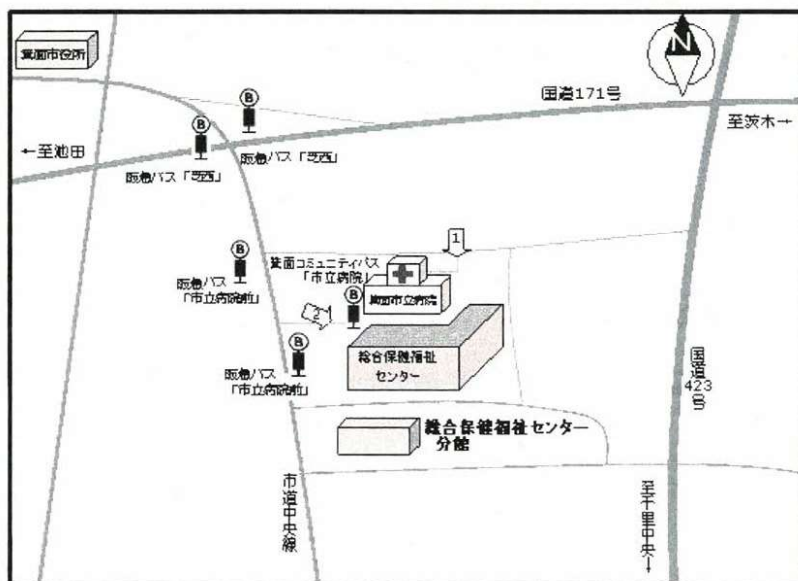 箕面市役所
N
国道171号
至茨木→
←至池田
B
阪急バス「芝西」
B
阪急バス「芝西」
1
箕面コミュニティバス
「市立病院」
箕面市立病院
B
阪急バス
「市立病院前」
B
2
総合保健福祉
センター
B
阪急バス
「市立病院前」
国道423号
総合保健福祉センター
分館
市道中央線
至千里中央→